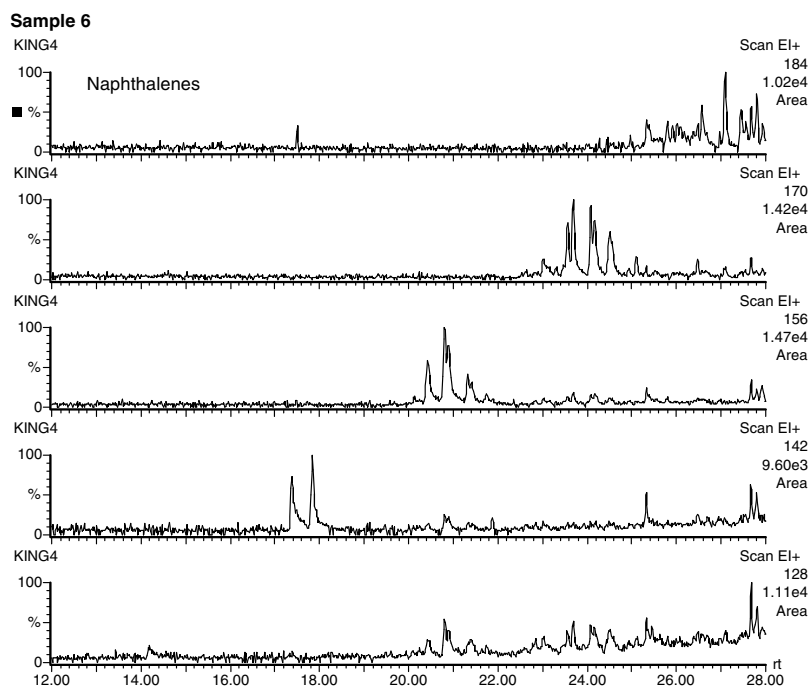 Sample 6
KING4
Scan EI+
184
1.02e4
Area
100
%
0
Naphthalenes
KING4
Scan EI+
170
1.42e4
Area
100
%
0
KING4
Scan EI+
156
1.47e4
Area
100
%
0
KING4
Scan EI+
142
9.60e3
Area
100
%
0
KING4
Scan EI+
128
1.11e4
Area
100
%
0
rt
12.00 14.00 16.00 18.00 20.00 22.00 24.00 26.00 28.00